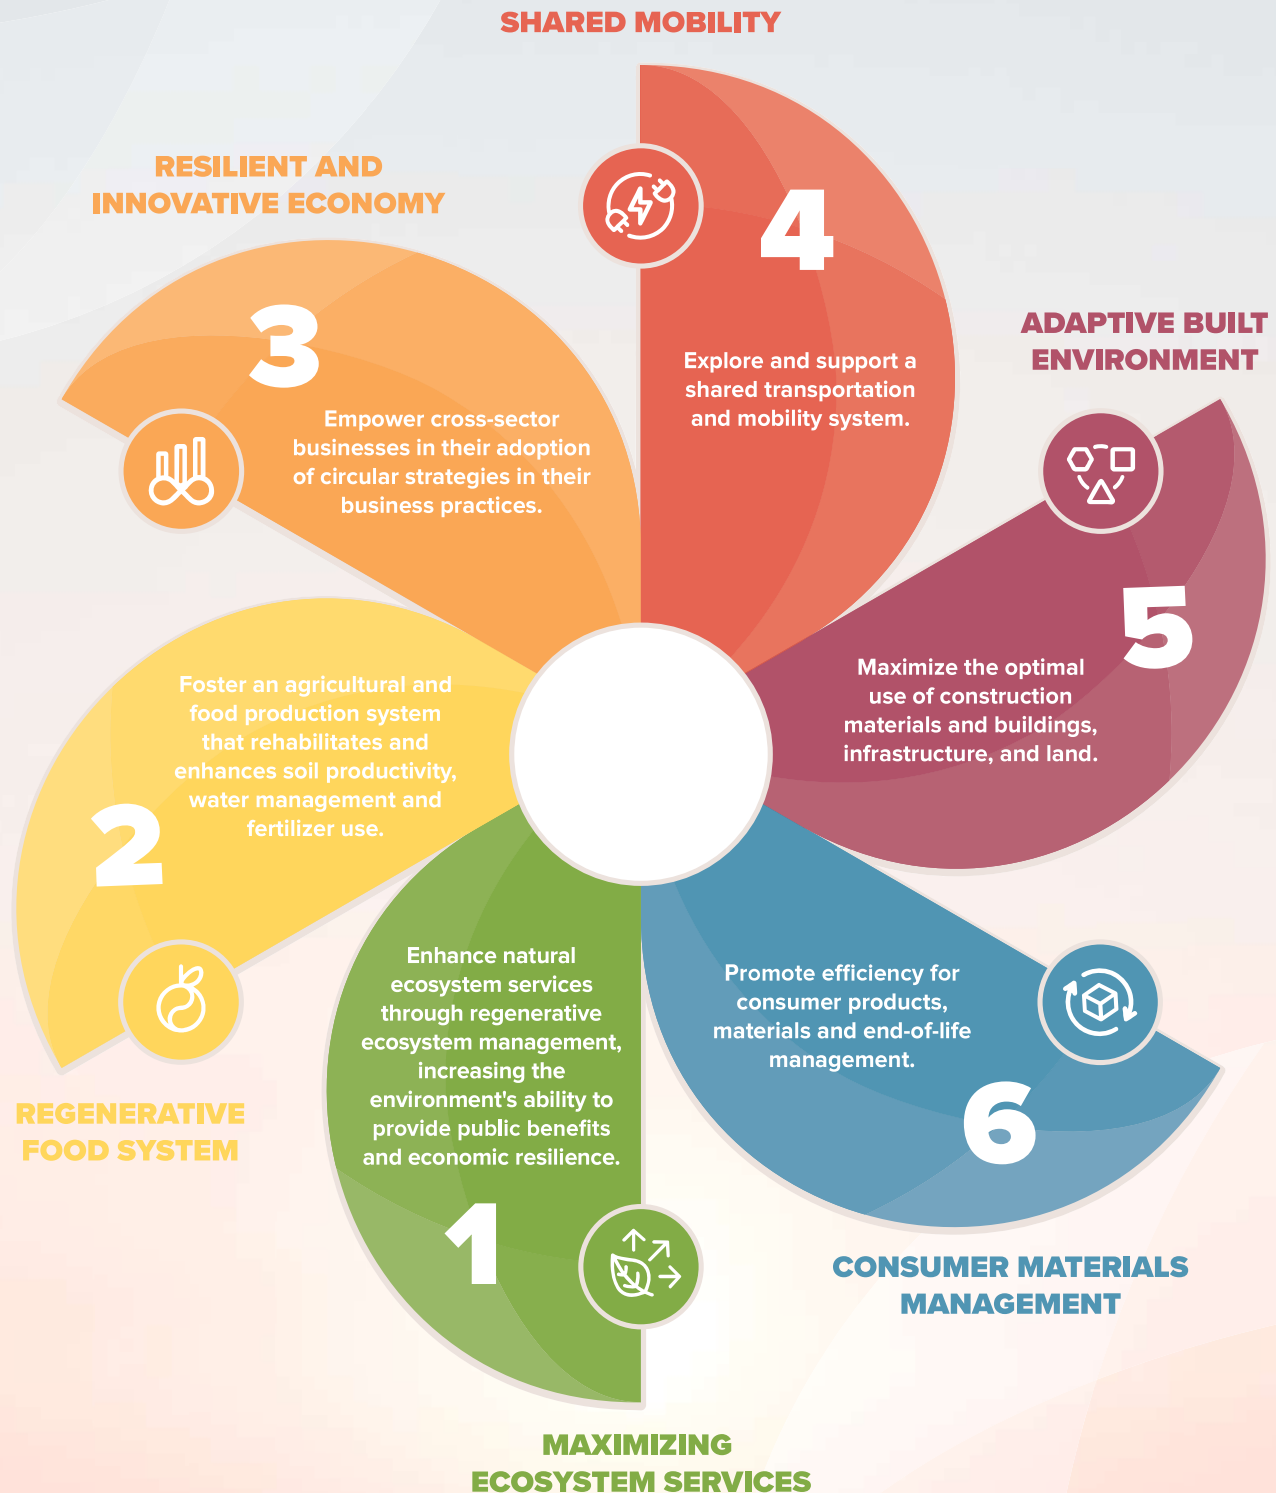 SHARED MOBILITY
4
Explore and support a
shared transportation
and mobility system.
RESILIENT AND
INNOVATIVE ECONOMY
3
Empower cross-sector
businesses in their adoption
of circular strategies in their
business practices.
ADAPTIVE BUILT
ENVIRONMENT
5
Maximize the optimal
use of construction
materials and buildings,
infrastructure, and land.
Foster an agricultural and
food production system
that rehabilitates and
enhances soil productivity,
water management and
fertilizer use.
2
REGENERATIVE
FOOD SYSTEM
Enhance natural
ecosystem services
through regenerative
ecosystem management,
increasing the
environment's ability to
provide public benefits
and economic resilience.
1
MAXIMIZING
ECOSYSTEM SERVICES
Promote efficiency for
consumer products,
materials and end-of-life
management.
6
CONSUMER MATERIALS
MANAGEMENT